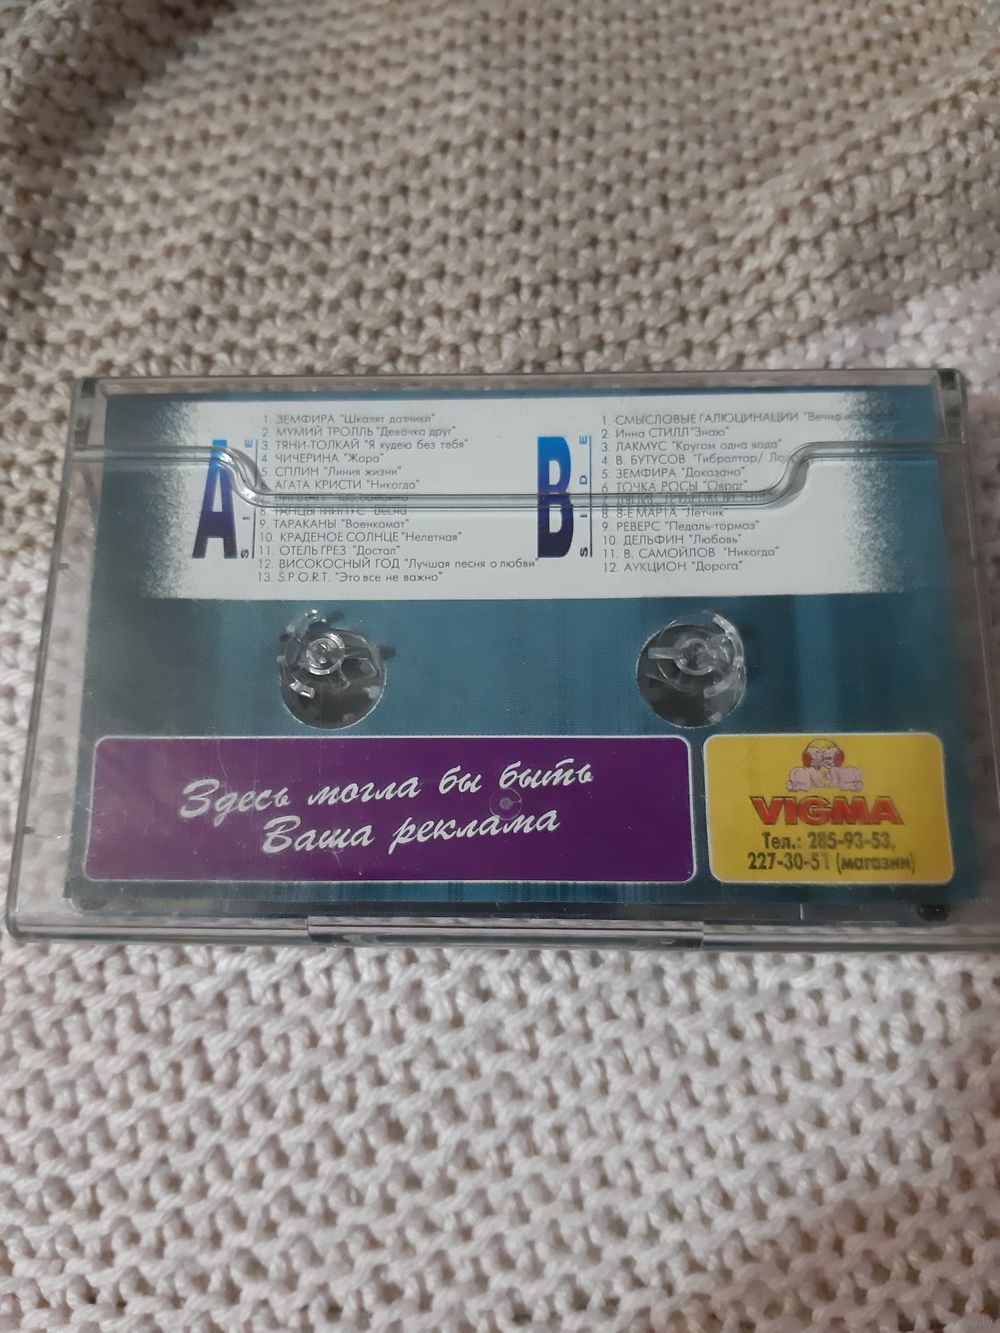 A SIDE
1. ЗЕМФИРА "Шкалят датчики"
2. МУМИЙ ТРОЛЛЬ "Девочка друг"
3. ТЯНИ-ТОЛКАЙ "Я худею без тебя"
4. ЧИЧЕРИНА "Жара"
5. СПЛИН "Линия жизни"
6. АГАТА КРИСТИ "Никогда"
8. ТАНЦЫ МИНУС "Весна"
9. ТАРАКАНЫ "Военкомат"
10. КРАДЕНОЕ СОЛНЦЕ "Нелетная"
11. ОТЕЛЬ ГРЕЗ "Достал"
12. ВИСОКОСНЫЙ ГОД "Лучшая песня о любви"
13. S.P.O.R.T. "Это все не важно"
B SIDE
1. СМЫСЛОВЫЕ ГАЛЮЦИНАЦИИ "Вечно
2. Инна СТИЛЛ "Знаю"
3. ЛАКМУС "Кругом одна вода"
4. В. БУТУСОВ "Гибралтар/
5. ЗЕМФИРА "Доказано"
6. ТОЧКА РОСЫ "Овраг"
8. 8-Е МАРТА "Летчик"
9. РЕВЕРС "Педаль-тормоз"
10. ДЕЛЬФИН "Любовь"
11. В. САМОЙЛОВ "Никогда"
12. АУКЦИОН "Дорога"
Здесь могла бы быть
Ваша реклама
VIGMA
Тел.: 285-93-53,
227-30-51 (магазин)